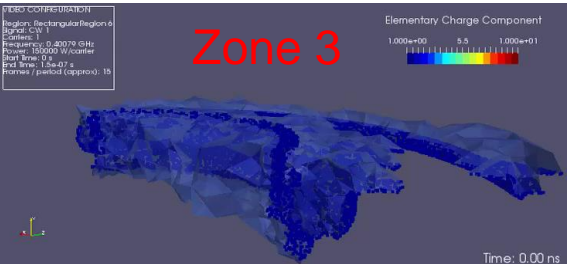 VIDEO CONFIGURATION
Region: RectangularRegion 6
Signal: CW 1
Carriers: 1
Frequency: 0.40079 GHz
Power: 150000 W/carrier
Start Time: 0 s
End Time: 1.5e-07 s
Frames / period (approx): 15
Zone 3
Elementary Charge Component
1.000e+00 5.5 1.000e+01
Time: 0.00 ns